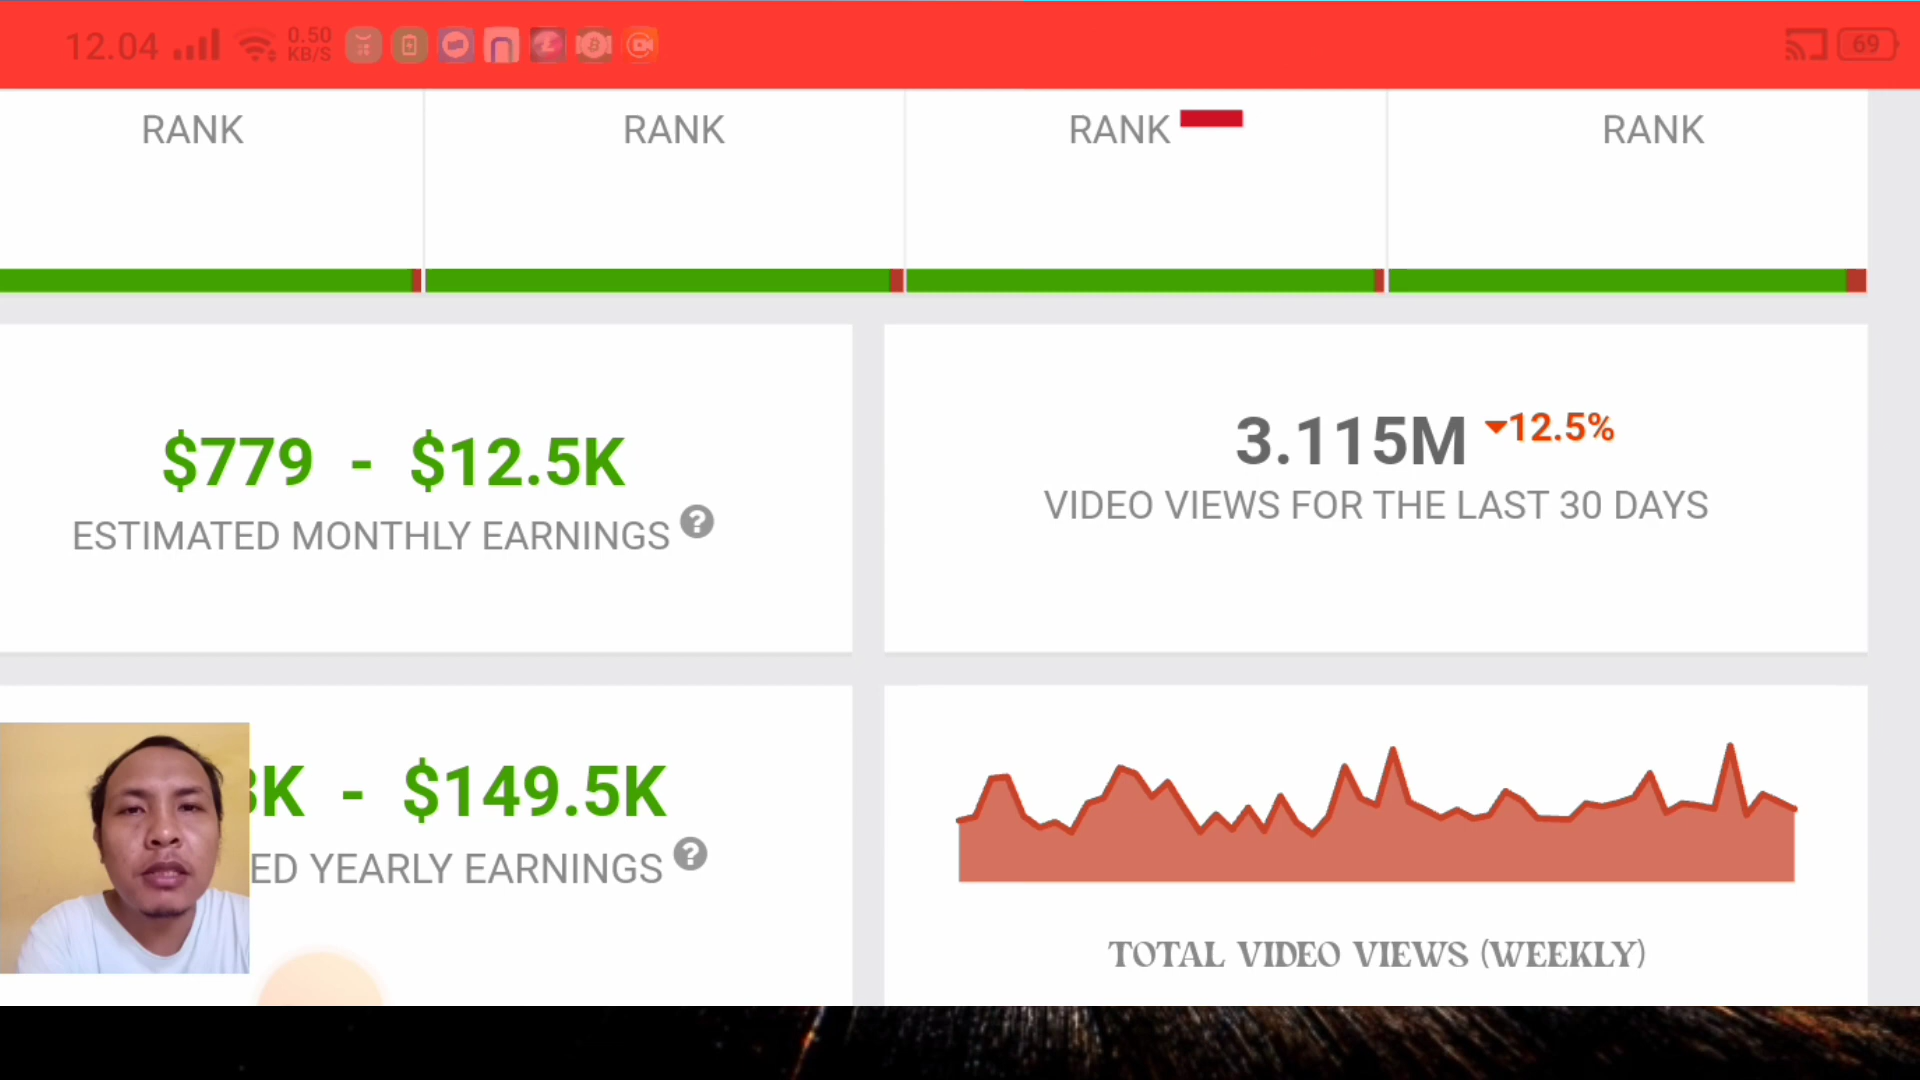 12.04 0.50 KB/S 69
RANK RANK RANK RANK
$779 - $12.5K
ESTIMATED MONTHLY EARNINGS ?
3.115M 12.5%
VIDEO VIEWS FOR THE LAST 30 DAYS
K - $149.5K
ED YEARLY EARNINGS ?
TOTAL VIDEO VIEWS (WEEKLY)